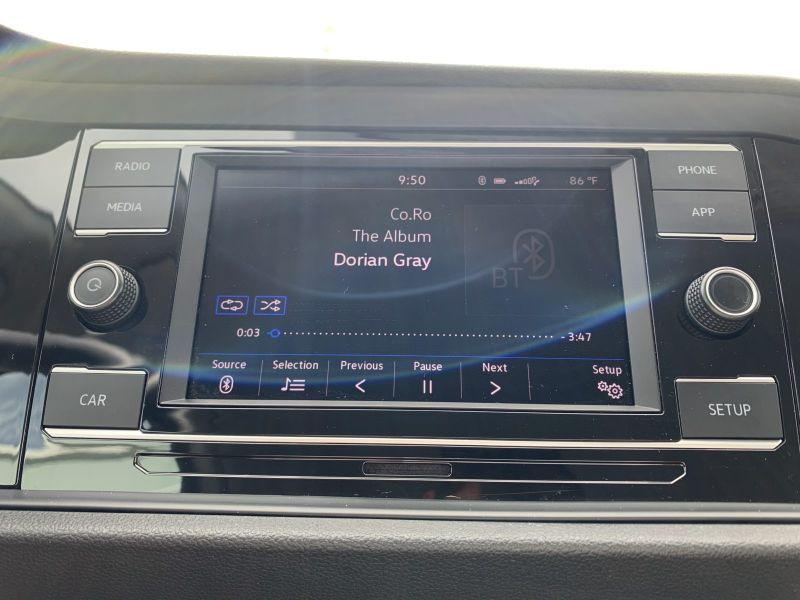 RADIO
MEDIA
CAR
9:50 86 °F
Co.Ro
The Album
Dorian Gray
BT
0:03 - 3:47
Source Selection Previous Pause Next Setup
PHONE
APP
SETUP